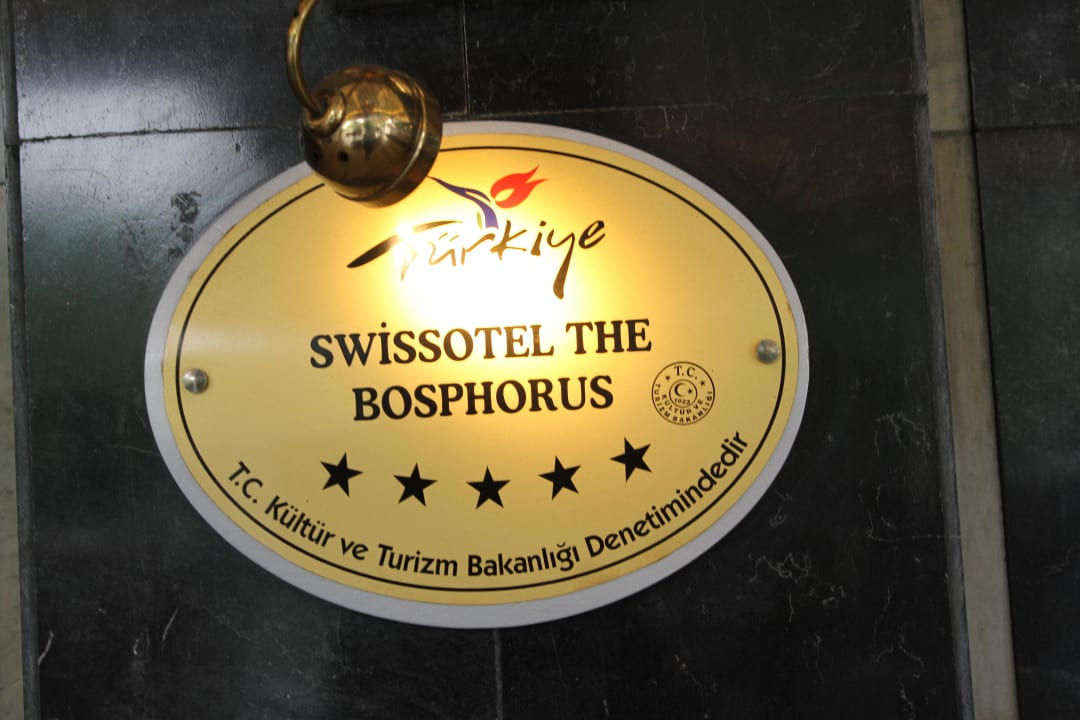 Türkiye
SWİSSOTEL THE
BOSPHORUS
T.C.
1923
KÜLTÜR VE
TURİZM BAKANLIĞI
T.C. Kültür ve Turizm Bakanlığı Denetimindedir